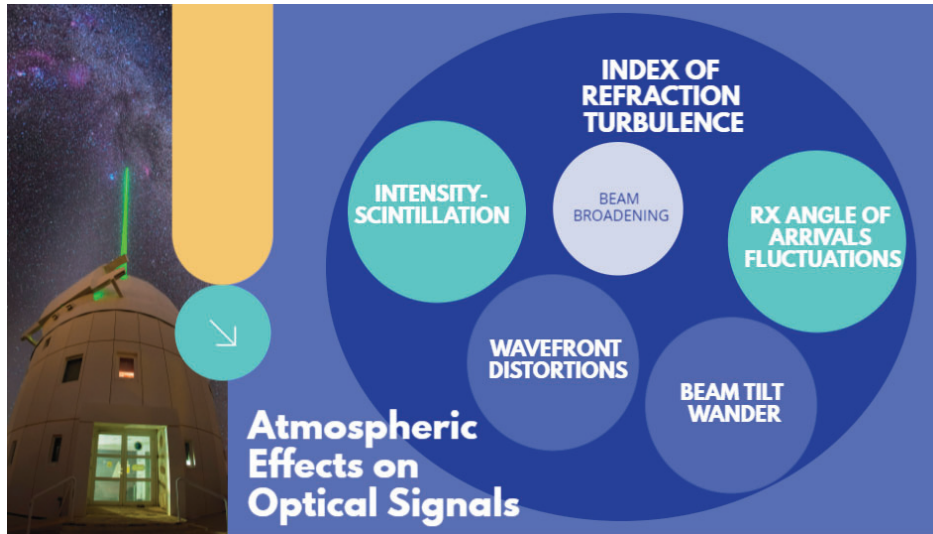 INDEX OF
REFRACTION
TURBULENCE
INTENSITY-
SCINTILLATION
BEAM
BROADENING
RX ANGLE OF
ARRIVALS
FLUCTUATIONS
WAVEFRONT
DISTORTIONS
BEAM TILT
WANDER
Atmospheric
Effects on
Optical Signals